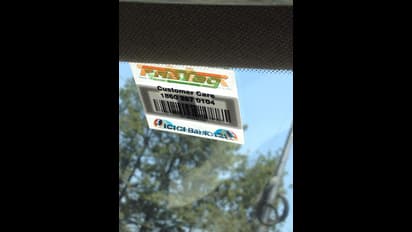 FASTag
Customer Care
1860 267 0104
ICICI Bank